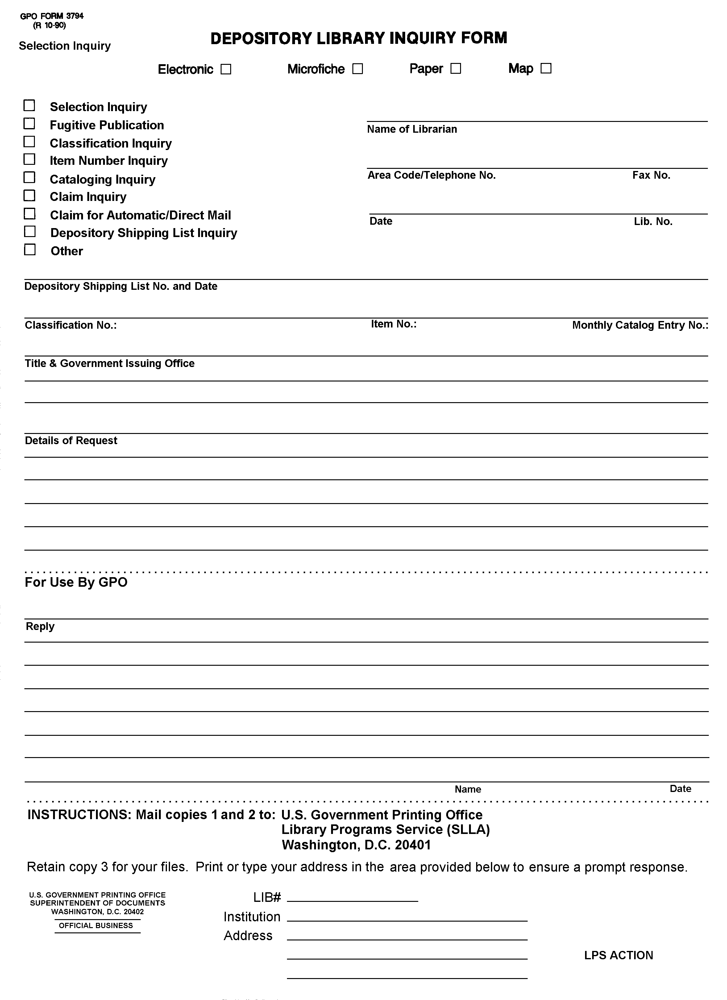 GPO FORM 3794
(R 10-90)
Selection Inquiry
DEPOSITORY LIBRARY INQUIRY FORM
Electronic Microfiche Paper Map
Selection Inquiry
Fugitive Publication
Classification Inquiry
Item Number Inquiry
Cataloging Inquiry
Claim Inquiry
Claim for Automatic/Direct Mail
Depository Shipping List Inquiry
Other
Name of Librarian
Area Code/Telephone No. Fax No.
Date Lib. No.
Depository Shipping List No. and Date
Classification No.: Item No.: Monthly Catalog Entry No.:
Title & Government Issuing Office
Details of Request
For Use By GPO
Reply
Name Date
INSTRUCTIONS: Mail copies 1 and 2 to: U.S. Government Printing Office
Library Programs Service (SLLA)
Washington, D.C. 20401
Retain copy 3 for your files. Print or type your address in the area provided below to ensure a prompt response.
U.S. GOVERNMENT PRINTING OFFICE
SUPERINTENDENT OF DOCUMENTS
WASHINGTON, D.C. 20402
OFFICIAL BUSINESS
LIB#
Institution
Address
LPS ACTION